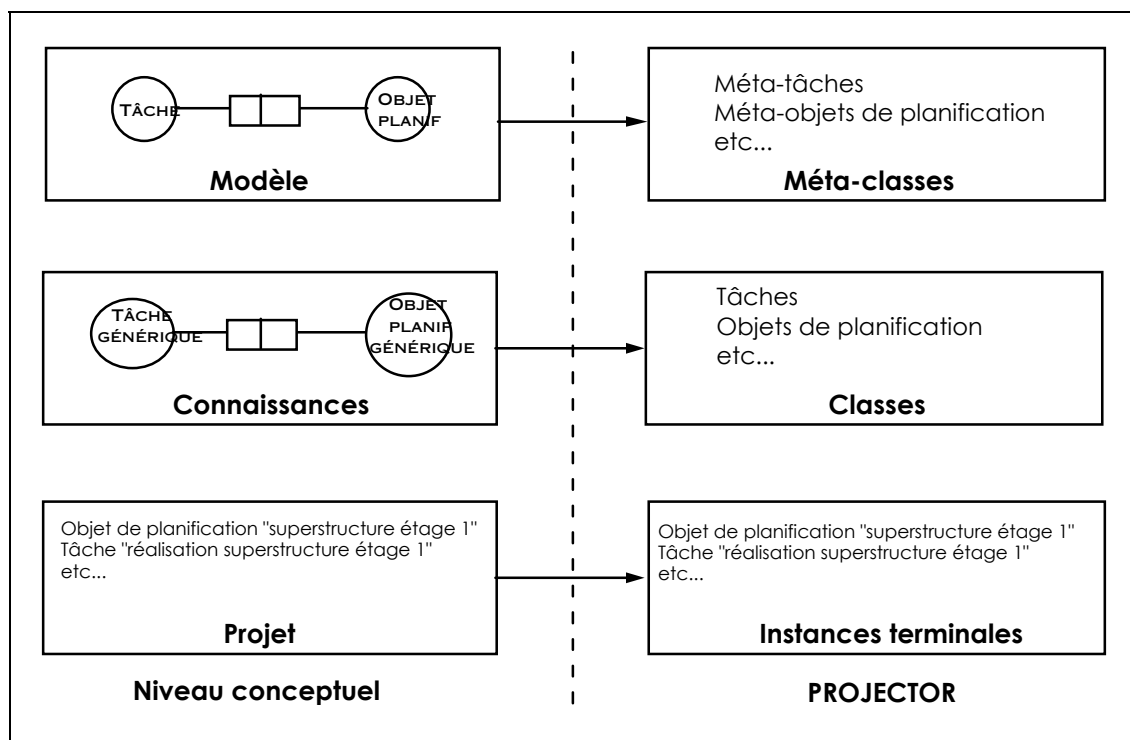 TÂCHE
OBJET
PLANIF
Modèle
Méta-tâches
Méta-objets de planification
etc...
Méta-classes
TÂCHE
GÉNÉRIQUE
OBJET
PLANIF
GÉNÉRIQUE
Connaissances
Tâches
Objets de planification
etc...
Classes
Objet de planification "superstructure étage 1"
Tâche "réalisation superstructure étage 1"
etc...
Projet
Objet de planification "superstructure étage 1"
Tâche "réalisation superstructure étage 1"
etc...
Instances terminales
Niveau conceptuel
PROJECTOR